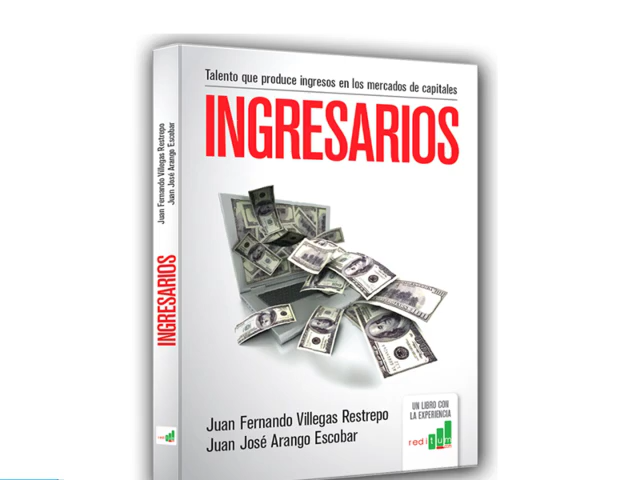 Talento que produce ingresos en los mercados de capitales
INGRESARIOS
Juan Fernando Villegas Restrepo
Juan José Arango Escobar
UN LIBRO CON
LA EXPERIENCIA
reditum
Juan Fernando Villegas Restrepo
Juan José Arango Escobar
INGRESARIOS
reditum